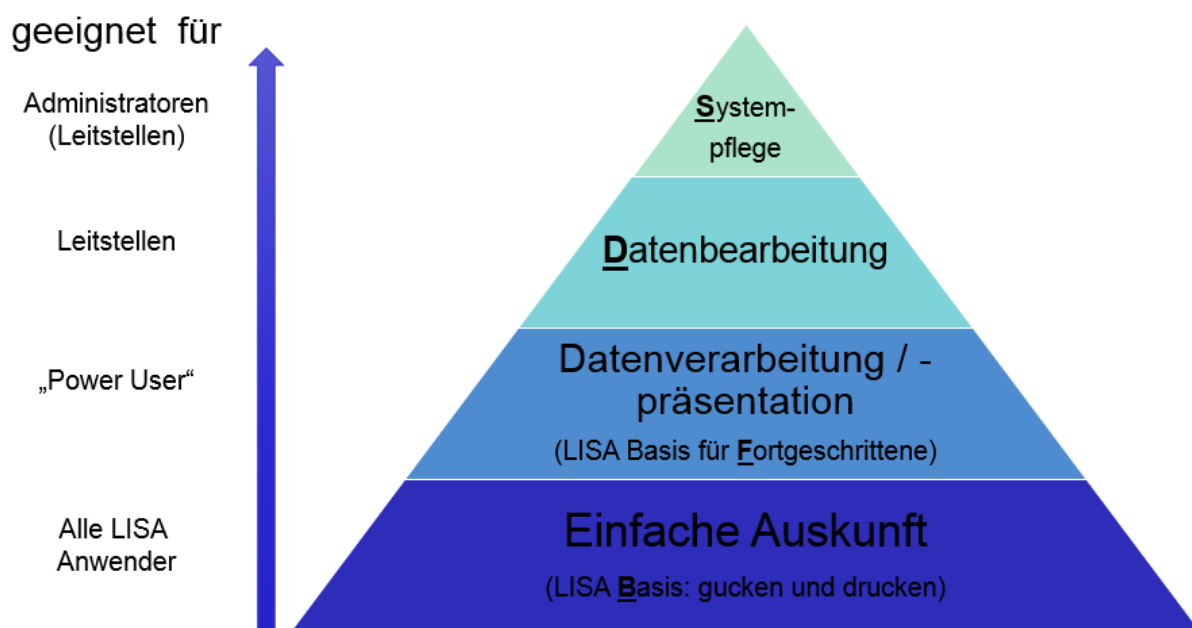 geeignet für
Administratoren
(Leitstellen)
Leitstellen
„Power User“
Alle LISA
Anwender
System-
pflege
Datenbearbeitung
Datenverarbeitung / -
präsentation
(LISA Basis für Fortgeschrittene)
Einfache Auskunft
(LISA Basis: gucken und drucken)